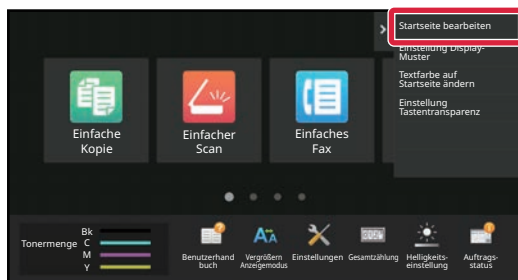 Startseite bearbeiten
Einstellung Display-
Muster
Textfarbe auf
Startseite ändern
Einstellung
Tastentransparenz
Einfache
Kopie
Einfacher
Scan
Einfaches
Fax
Tonermenge
Bk
C
M
Y
Benutzerhand
buch
Vergrößern
Anzeigemodus
Einstellungen
Gesamtzählung
Helligkeits-
einstellung
Auftrags-
status